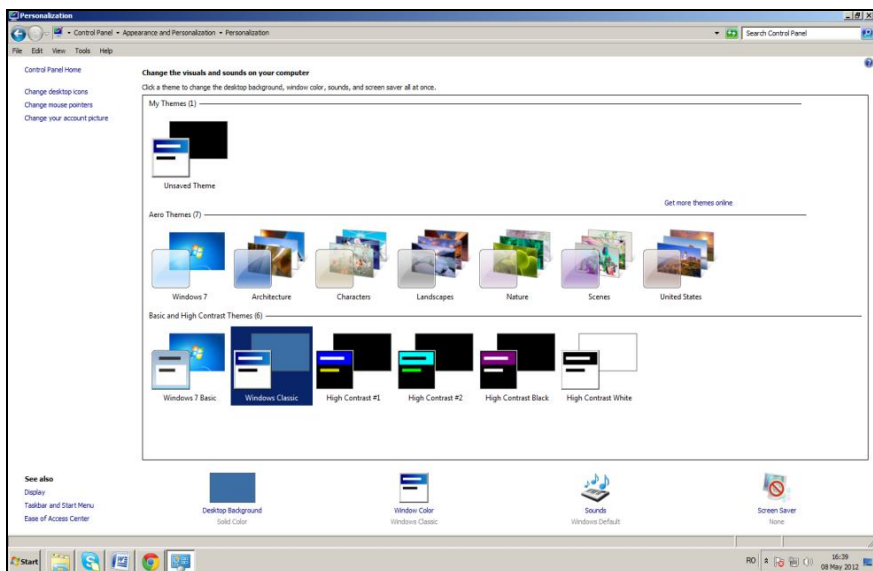 Personalization
Control Panel • Appearance and Personalization • Personalization
Search Control Panel
File Edit View Tools Help
Control Panel Home
Change desktop icons
Change mouse pointers
Change your account picture
Change the visuals and sounds on your computer
Click a theme to change the desktop background, window color, sounds, and screen saver all at once.
My Themes (1)
Unsaved Theme
Get more themes online
Aero Themes (7)
Windows 7 Architecture Characters Landscapes Nature Scenes United States
Basic and High Contrast Themes (6)
Windows 7 Basic Windows Classic High Contrast #1 High Contrast #2 High Contrast Black High Contrast White
See also
Display
Taskbar and Start Menu
Ease of Access Center
Desktop Background
Solid Color
Window Color
Windows Classic
Sounds
Windows Default
Screen Saver
None
Start
RO
16:39
08 May 2012